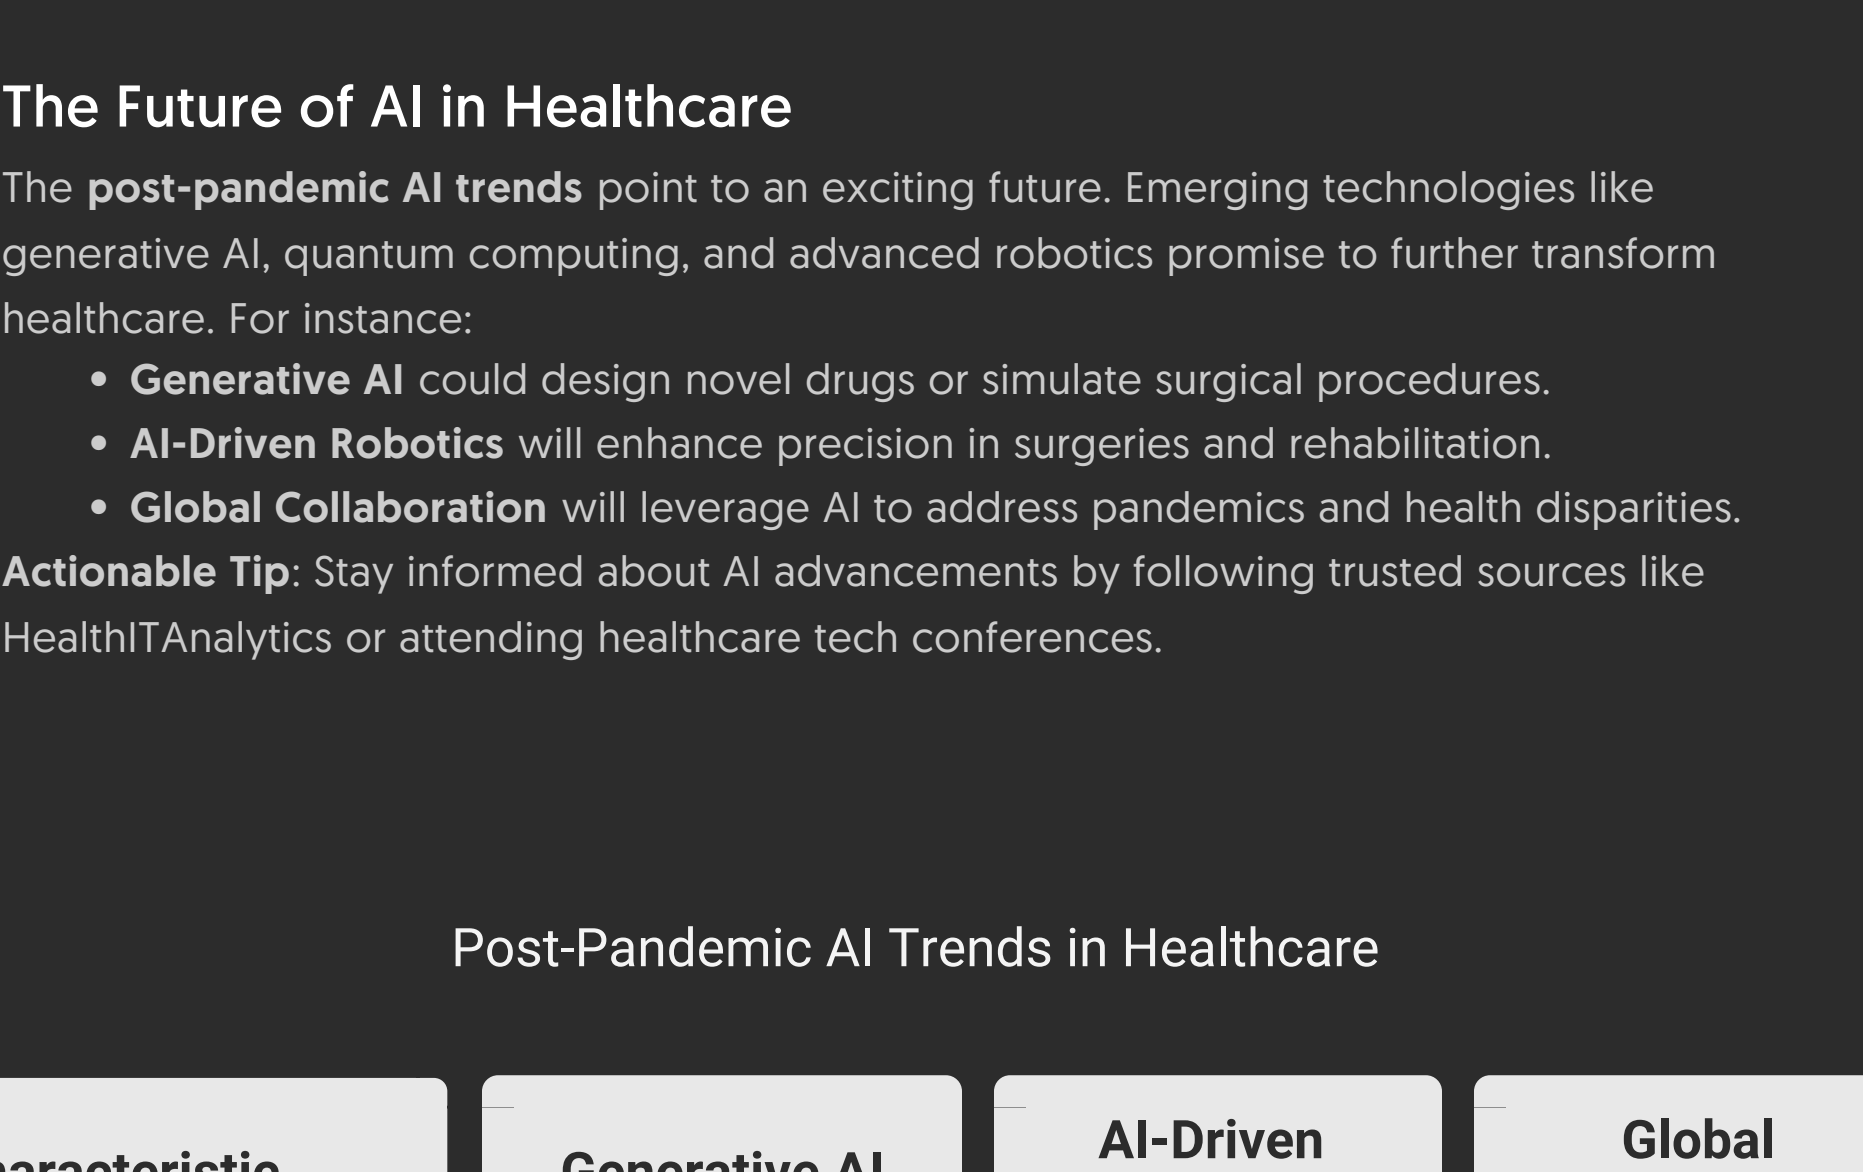 The Future of AI in Healthcare
The post-pandemic AI trends point to an exciting future. Emerging technologies like
generative AI, quantum computing, and advanced robotics promise to further transform
healthcare. For instance:
• Generative AI could design novel drugs or simulate surgical procedures.
• AI-Driven Robotics will enhance precision in surgeries and rehabilitation.
• Global Collaboration will leverage AI to address pandemics and health disparities.
Actionable Tip: Stay informed about AI advancements by following trusted sources like
HealthITAnalytics or attending healthcare tech conferences.
Post-Pandemic AI Trends in Healthcare
AI-Driven
Global
Generative AI